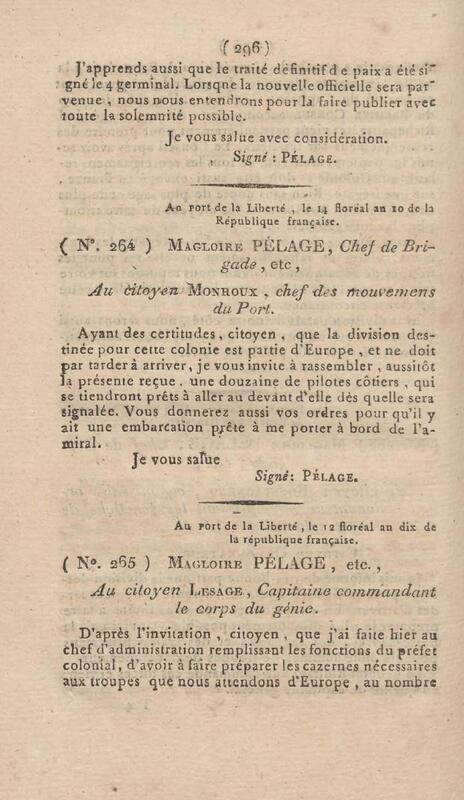 ( 296 )
J'apprends aussi que le traité définitif d e paix a été si-
gné le 4 germinal. Lorsque la nouvelle officielle sera par-
venue, nous nous entendrons pour la faire publier avec
toute la solemnité possible.
Je vous salue avec considération.
Signé : PÉLAGE.
Au port de la Liberté, le 14 floréal an 10 de la
République française.
( N°. 264 ) MAGLOIRE PÉLAGE, Chef de Bri-
gade, etc,
Au citoyen MONROUX, chef des mouvemens
du Port.
Ayant des certitudes, citoyen, que la division des-
tinée pour cette colonie est partie d'Europe, et ne doit
par tarder à arriver, je vous invite à rassembler, aussitôt
la présente reçue, une douzaine de pilotes côtiers, qui
se tiendront prêts à aller au devant d'elle dès quelle sera
signalée. Vous donnerez aussi vos ordres pour qu'il y
ait une embarcation prête à me porter à bord de l'a-
miral.
Je vous salue
Signé: PÉLAGE.
Au port de la Liberté, le 12 floréal an dix de
la république française.
( N°. 265 ) MAGLOIRE PÉLAGE, etc.,
Au citoyen LESAGE, Capitaine commandant
le corps du génie.
D'après l'invitation, citoyen, que j'ai faite hier au
chef d'administration remplissant les fonctions du préfet
colonial, d'avoir à faire préparer les cazernes nécessaires
aux troupes que nous attendons d'Europe, au nombre